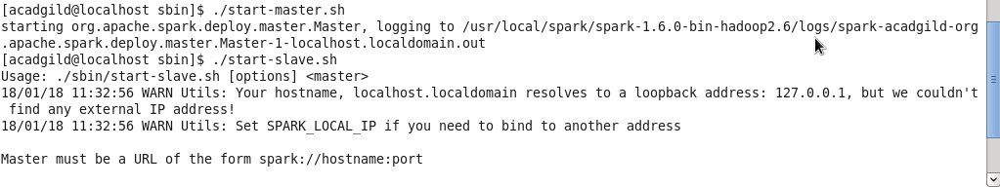 [acadgild@localhost sbin]$ ./start-master.sh
starting org.apache.spark.deploy.master.Master, logging to /usr/local/spark/spark-1.6.0-bin-hadoop2.6/logs/spark-acadgild-org
.apache.spark.deploy.master.Master-1-localhost.localdomain.out
[acadgild@localhost sbin]$ ./start-slave.sh
Usage: ./sbin/start-slave.sh [options] <master>
18/01/18 11:32:56 WARN Utils: Your hostname, localhost.localdomain resolves to a loopback address: 127.0.0.1, but we couldn't
 find any external IP address!
18/01/18 11:32:56 WARN Utils: Set SPARK_LOCAL_IP if you need to bind to another address
Master must be a URL of the form spark://hostname:port